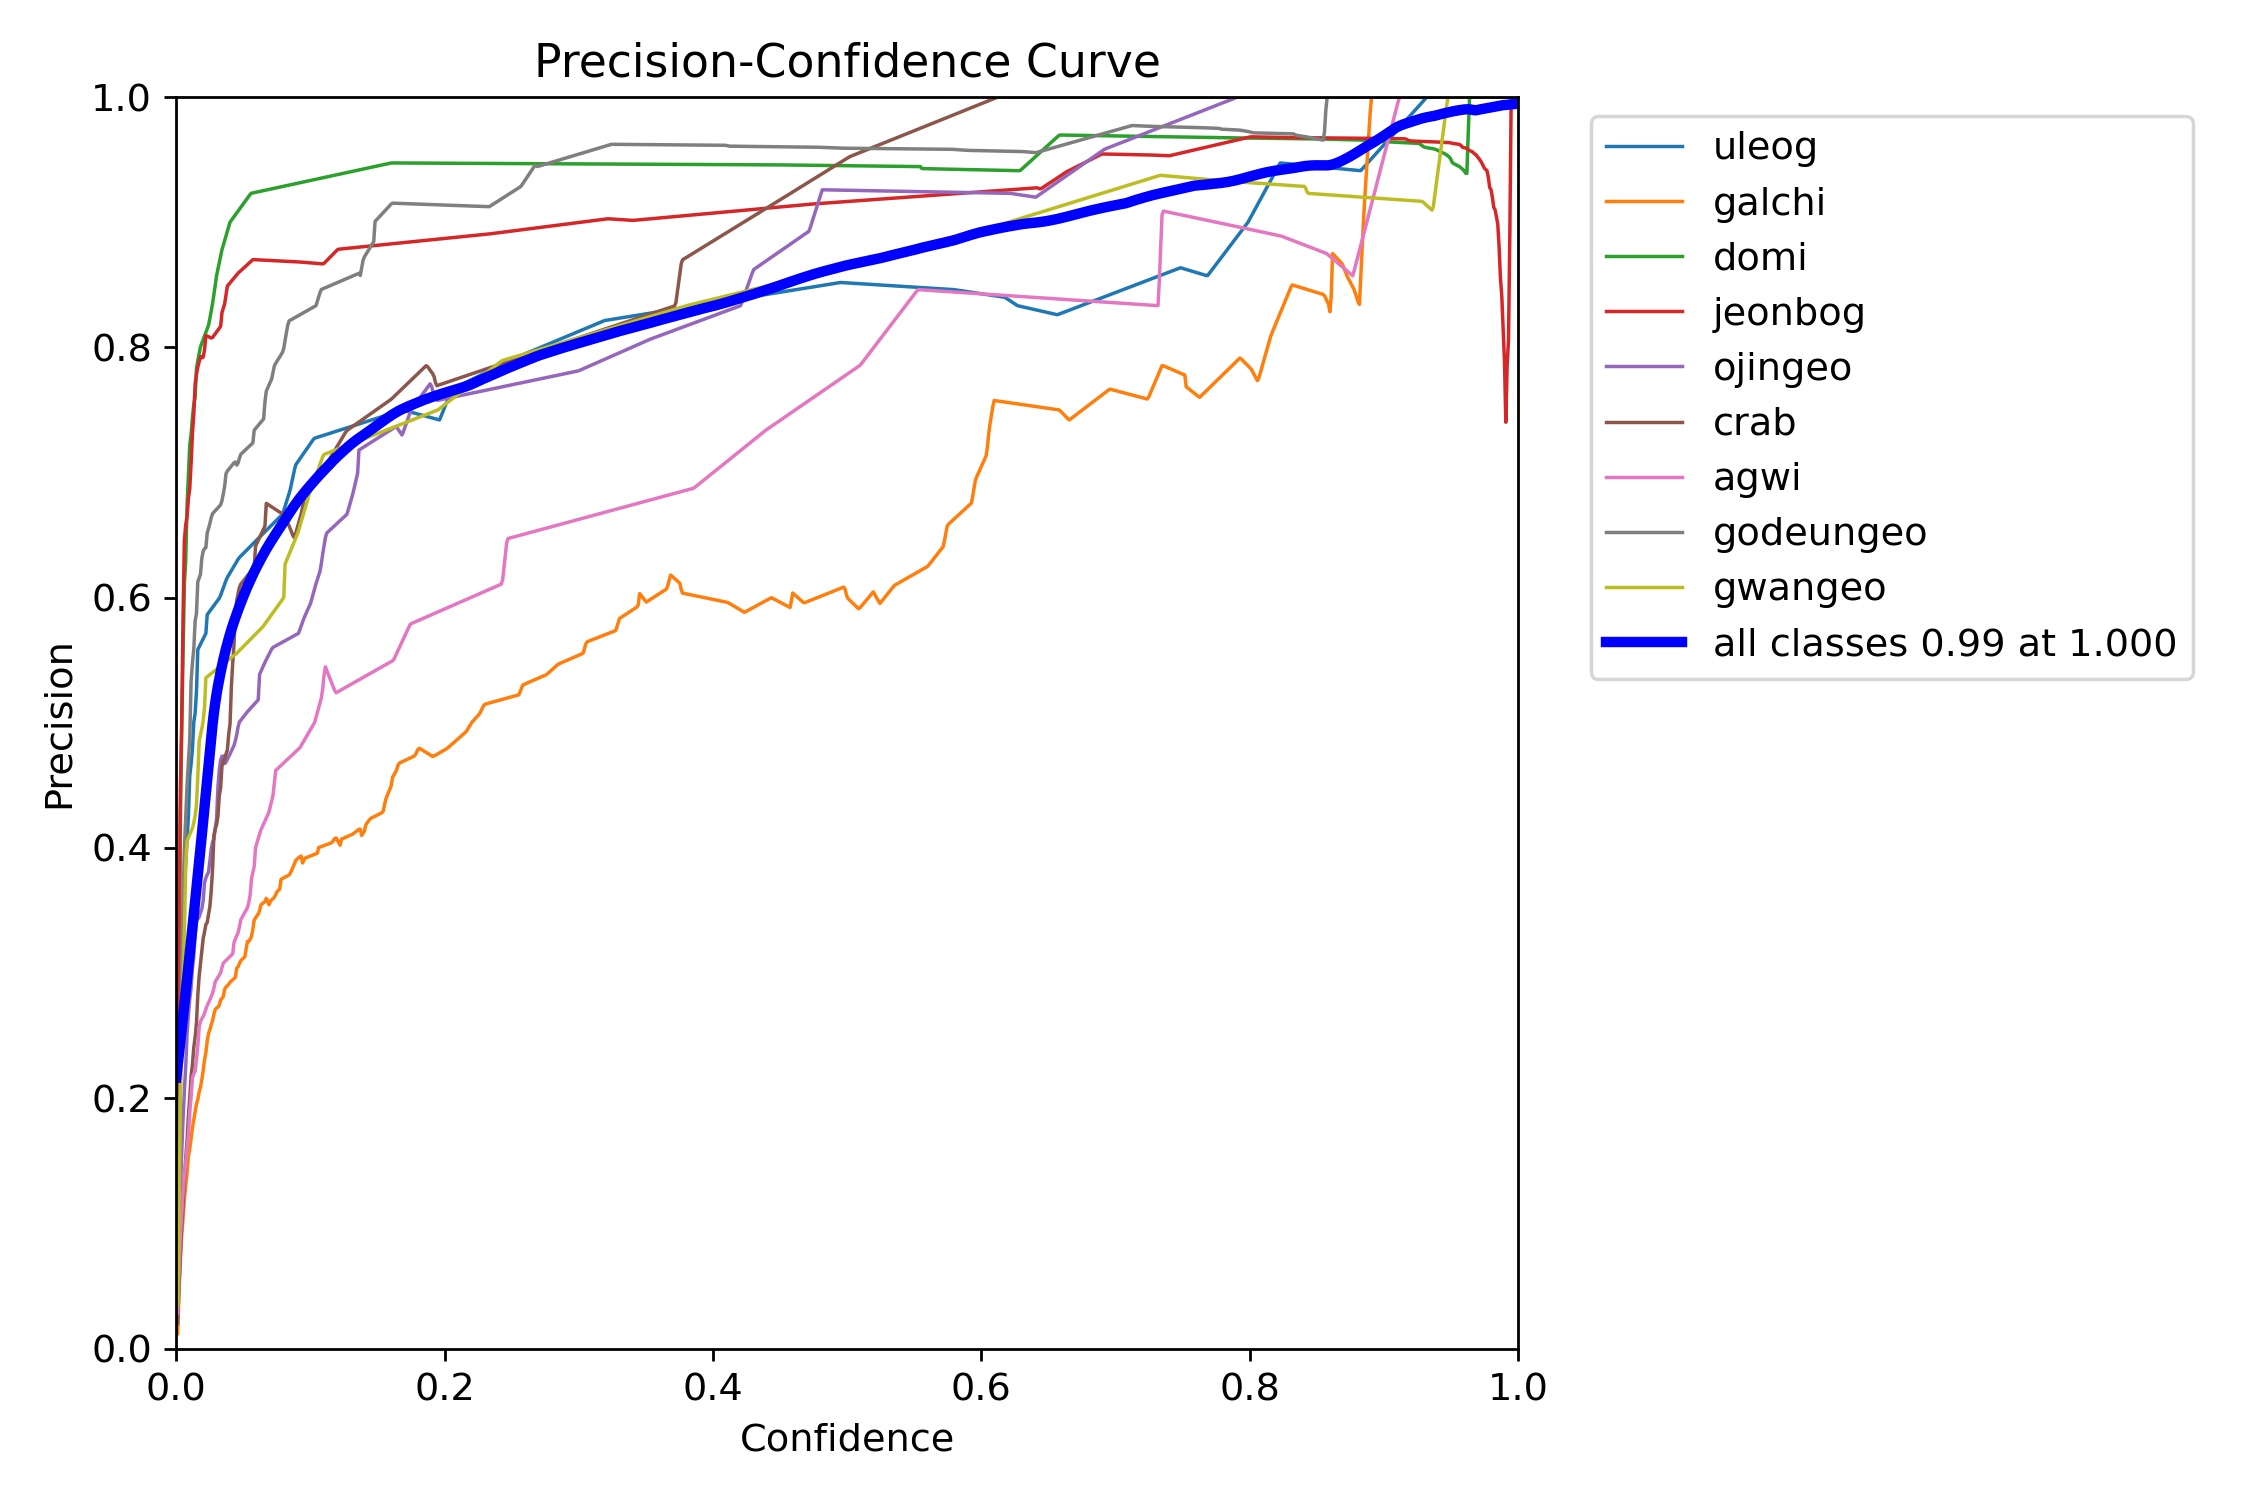 Precision-Confidence Curve
1.0
0.8
0.6
0.4
0.2
0.0
Precision
0.0 0.2 0.4 0.6 0.8 1.0
Confidence
uleog
galchi
domi
jeonbog
ojingeo
crab
agwi
godeungeo
gwangeo
all classes 0.99 at 1.000